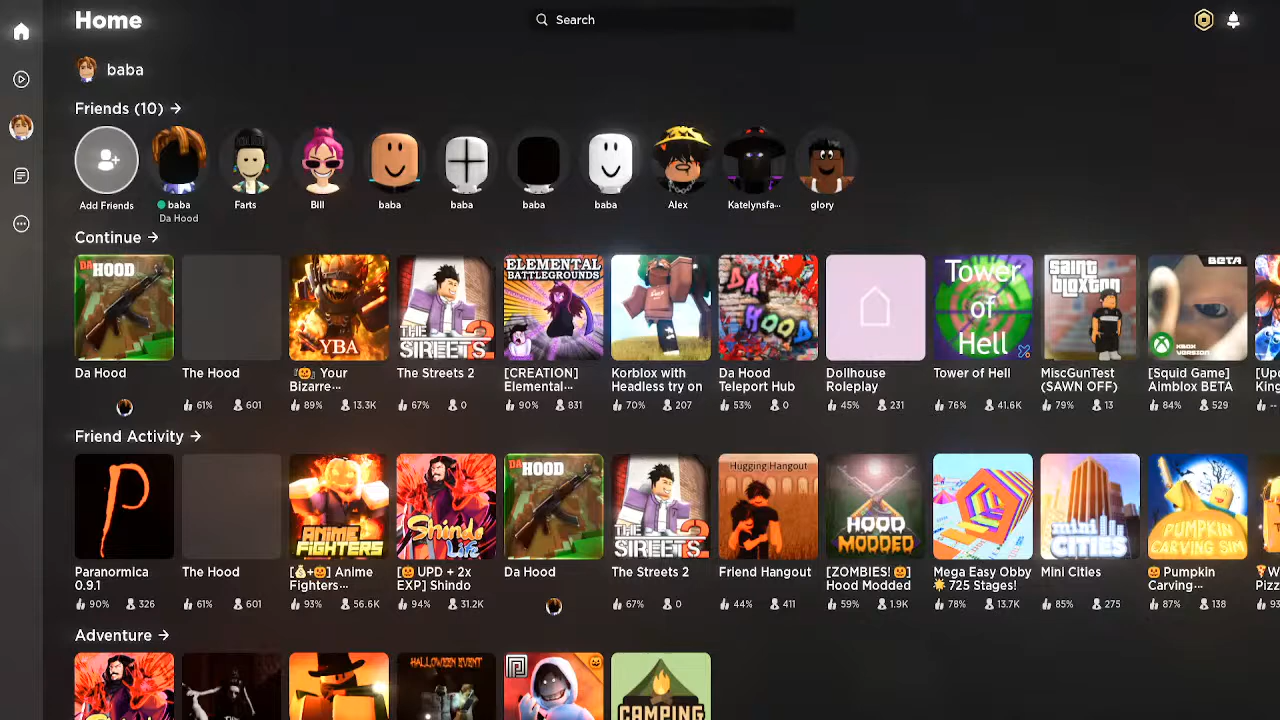 Home
Search
baba
Friends (10) →
Add Friends
baba
Da Hood
Farts
Bill
baba
baba
baba
baba
Alex
Katelynsfa...
glory
Continue →
DA HOOD
YBA
THE STREETS 2
ELEMENTAL BATTLEGROUNDS
DA HOOD
Tower of Hell
SAINT BLOXTON
BETA
XBOX VERSION
Da Hood
The Hood
61% 601
[🎃] Your Bizarre...
89% 13.3K
The Streets 2
67% 0
[CREATION] Elemental...
90% 831
Korblox with Headless try on
70% 207
Da Hood Teleport Hub
53% 0
Dollhouse Roleplay
45% 231
Tower of Hell
76% 41.6K
MiscGunTest (SAWN OFF)
79% 13
[Squid Game] Aimblox BETA
84% 529
Friend Activity →
P
ANIME FIGHTERS
Shindo Life
DA HOOD
THE STREETS 2
Hugging Hangout
HOOD MODDED
mini CITIES
PUMPKIN CARVING SIM
Paranormica 0.9.1
90% 326
The Hood
61% 601
[💰+🎃] Anime Fighters...
93% 56.6K
[🎃 UPD + 2x EXP] Shindo
94% 31.2K
Da Hood
The Streets 2
67% 0
Friend Hangout
44% 411
[ZOMBIES! 🎃] Hood Modded
59% 1.9K
Mega Easy Obby 🌟 725 Stages!
78% 13.7K
Mini Cities
85% 275
🎃 Pumpkin Carving...
87% 138
Adventure →
HALLOWEEN EVENT
CAMPING